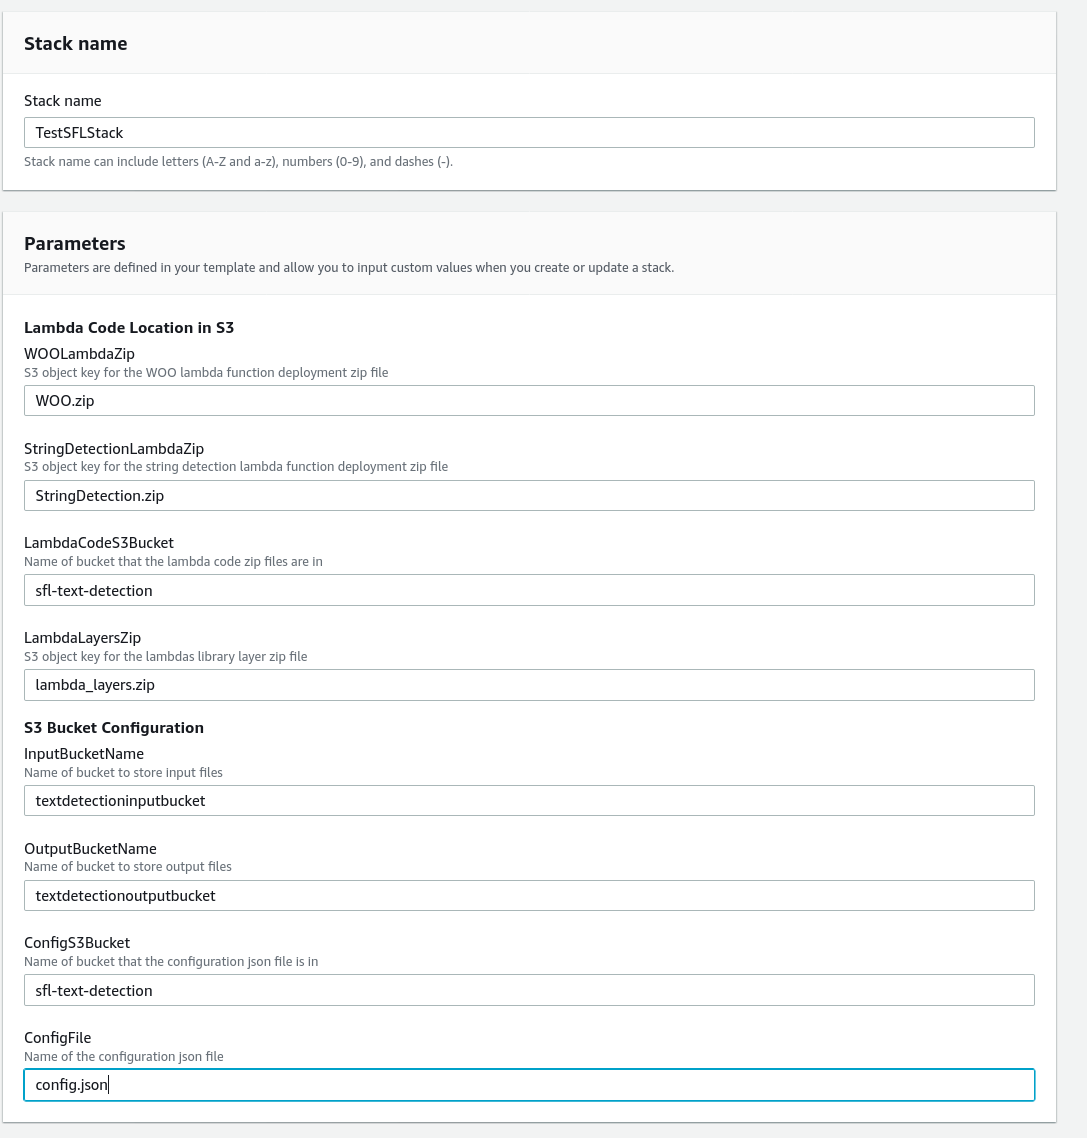 Stack name
Stack name
TestSFLStack
Stack name can include letters (A-Z and a-z), numbers (0-9), and dashes (-).
Parameters
Parameters are defined in your template and allow you to input custom values when you create or update a stack.
Lambda Code Location in S3
WOOLambdaZip
S3 object key for the WOO lambda function deployment zip file
WOO.zip
StringDetectionLambdaZip
S3 object key for the string detection lambda function deployment zip file
StringDetection.zip
LambdaCodeS3Bucket
Name of bucket that the lambda code zip files are in
sfl-text-detection
LambdaLayersZip
S3 object key for the lambdas library layer zip file
lambda_layers.zip
S3 Bucket Configuration
InputBucketName
Name of bucket to store input files
textdetectioninputbucket
OutputBucketName
Name of bucket to store output files
textdetectionoutputbucket
ConfigS3Bucket
Name of bucket that the configuration json file is in
sfl-text-detection
ConfigFile
Name of the configuration json file
config.json